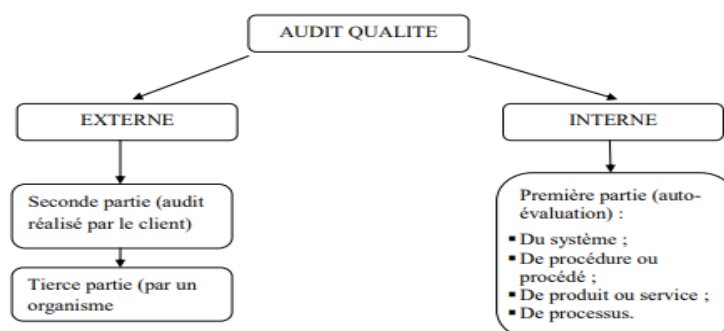 AUDIT QUALITE
EXTERNE
INTERNE
Seconde partie (audit
réalisé par le client)
Tierce partie (par un
organisme
Première partie (auto-
évaluation) :
▪ Du système ;
▪ De procédure ou
procédé ;
▪ De produit ou service ;
▪ De processus.